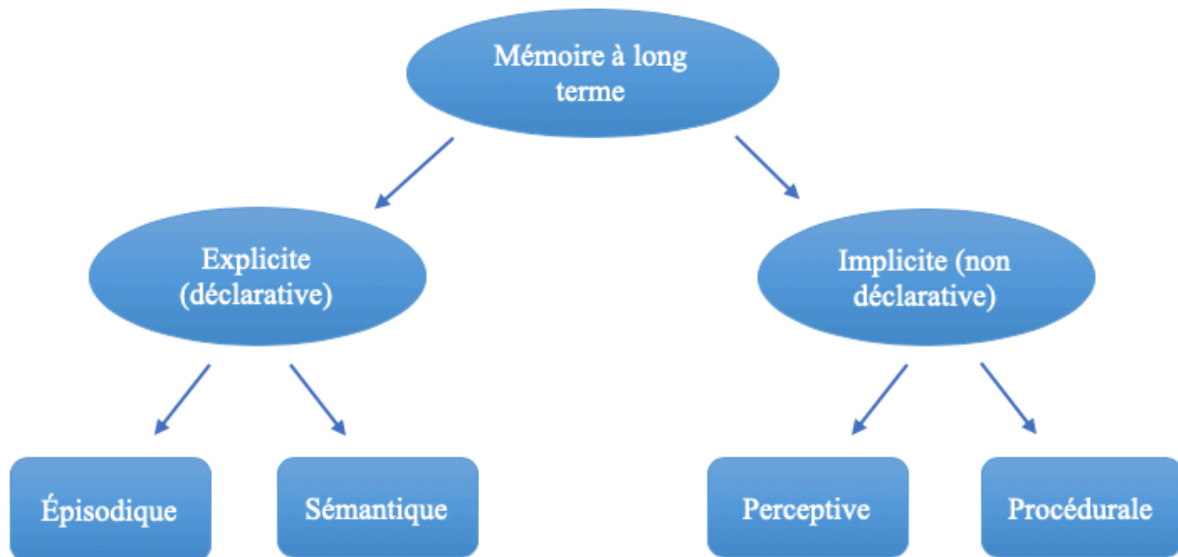 Mémoire à long
terme
Explicite
(déclarative)
Implicite (non
déclarative)
Épisodique
Sémantique
Perceptive
Procédurale